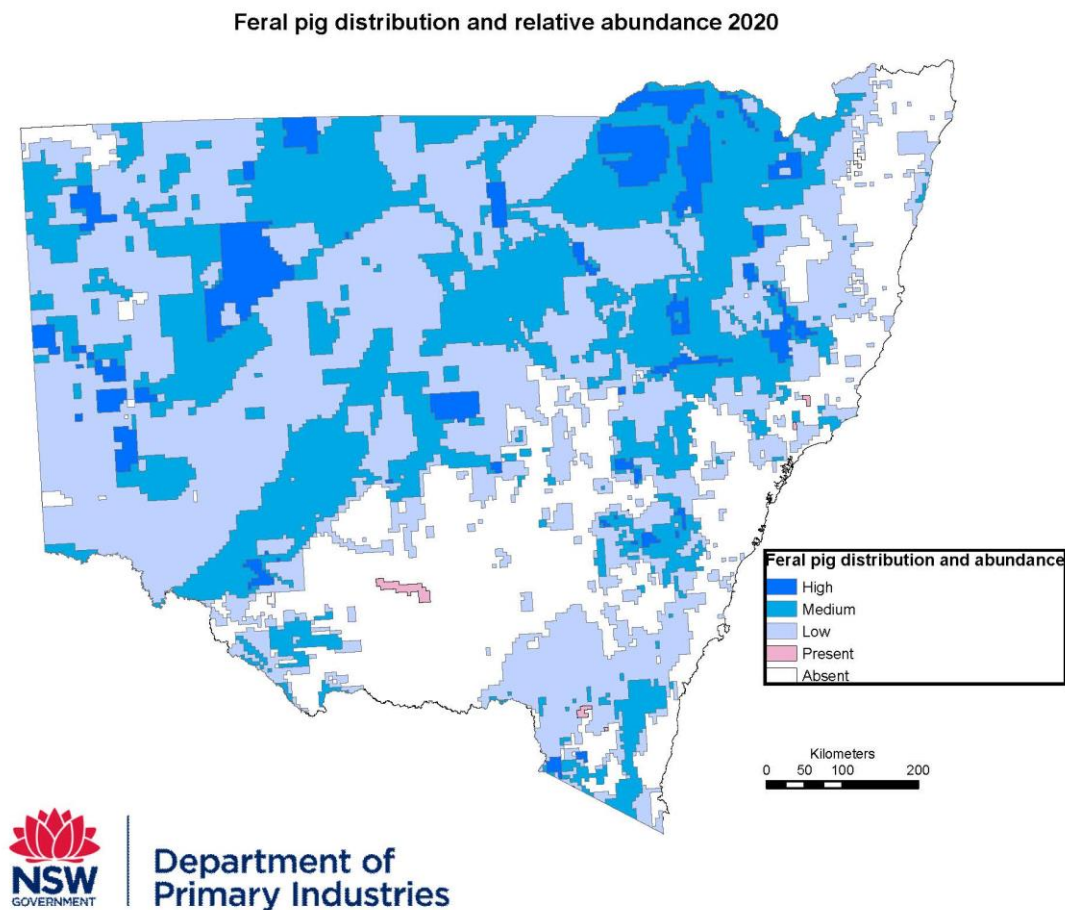 Feral pig distribution and relative abundance 2020
Feral pig distribution and abundance
High
Medium
Low
Present
Absent
Kilometers
0 50 100 200
NSW
GOVERNMENT
Department of
Primary Industries